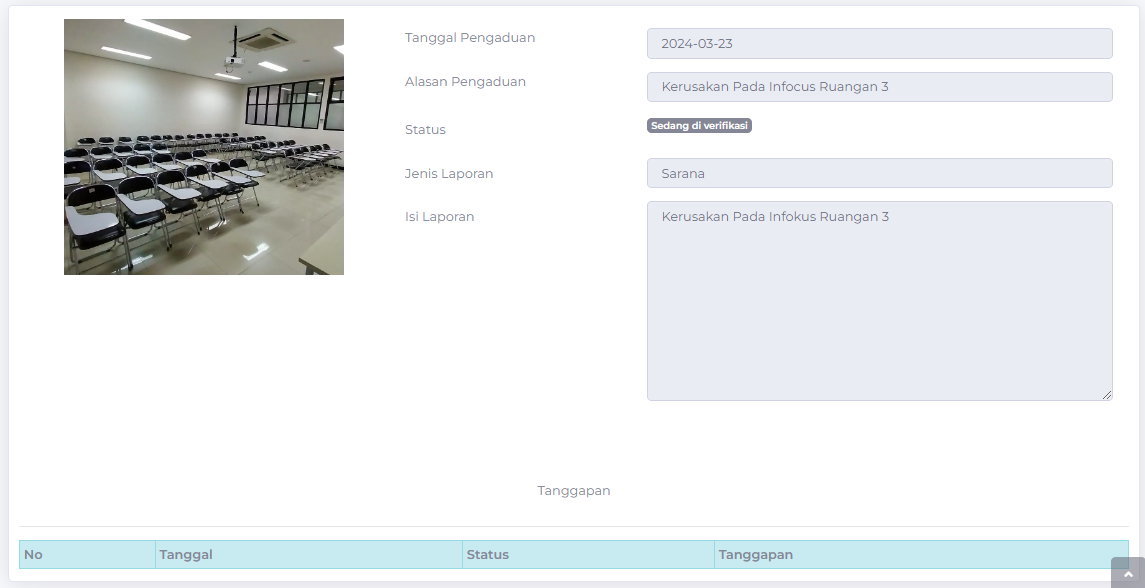 Tanggal Pengaduan
2024-03-23
Alasan Pengaduan
Kerusakan Pada Infocus Ruangan 3
Status
Sedang di verifikasi
Jenis Laporan
Sarana
Isi Laporan
Kerusakan Pada Infokus Ruangan 3
Tanggapan
No Tanggal Status Tanggapan